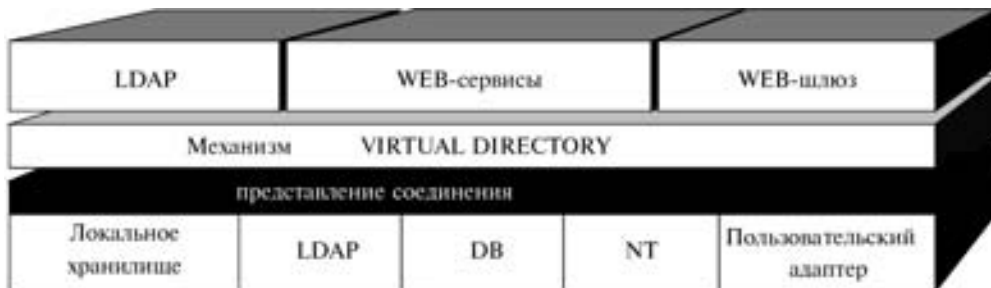 LDAP WEB-сервисы WEB-шлюз
Механизм VIRTUAL DIRECTORY
представление соединения
Локальное хранилище LDAP DB NT Пользовательский адаптер